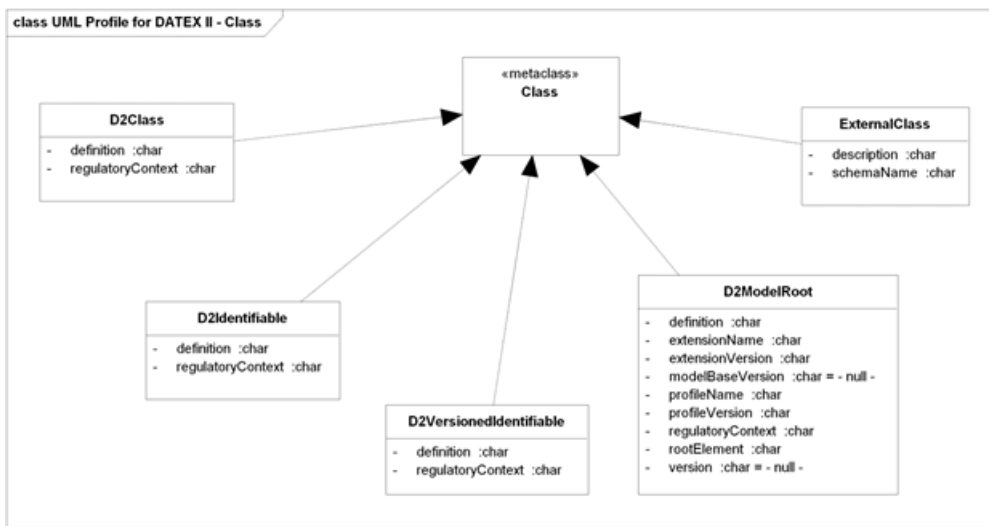 class UML Profile for DATEX II - Class
«metaclass»
Class
D2Class
- definition :char
- regulatoryContext :char
ExternalClass
- description :char
- schemaName :char
D2Identifiable
- definition :char
- regulatoryContext :char
D2VersionedIdentifiable
- definition :char
- regulatoryContext :char
D2ModelRoot
- definition :char
- extensionName :char
- extensionVersion :char
- modelBaseVersion :char = - null -
- profileName :char
- profileVersion :char
- regulatoryContext :char
- rootElement :char
- version :char = - null -